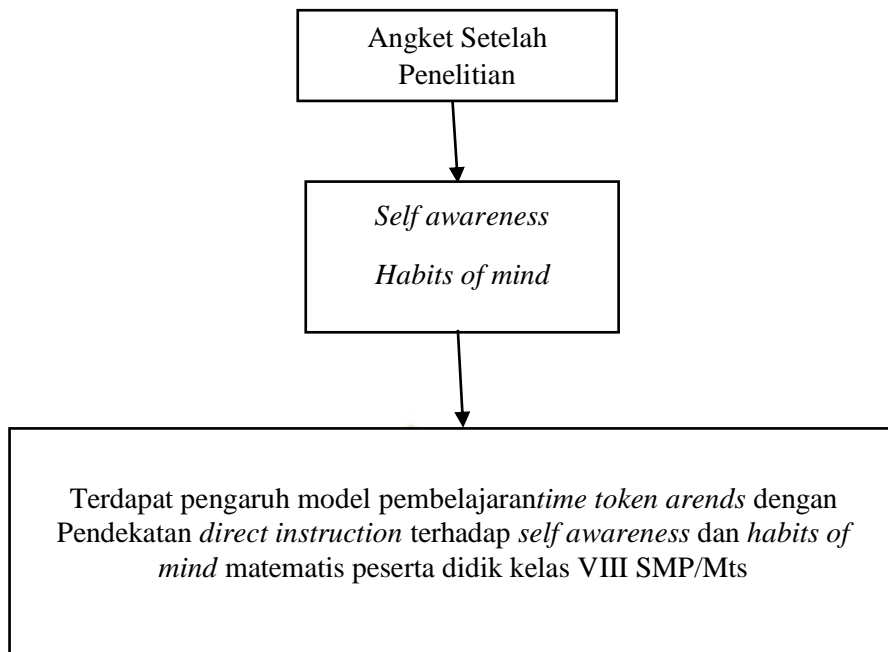 Angket Setelah
Penelitian
Self awareness
Habits of mind
Terdapat pengaruh model pembelajarantime token arends dengan
Pendekatan direct instruction terhadap self awareness dan habits of
mind matematis peserta didik kelas VIII SMP/Mts